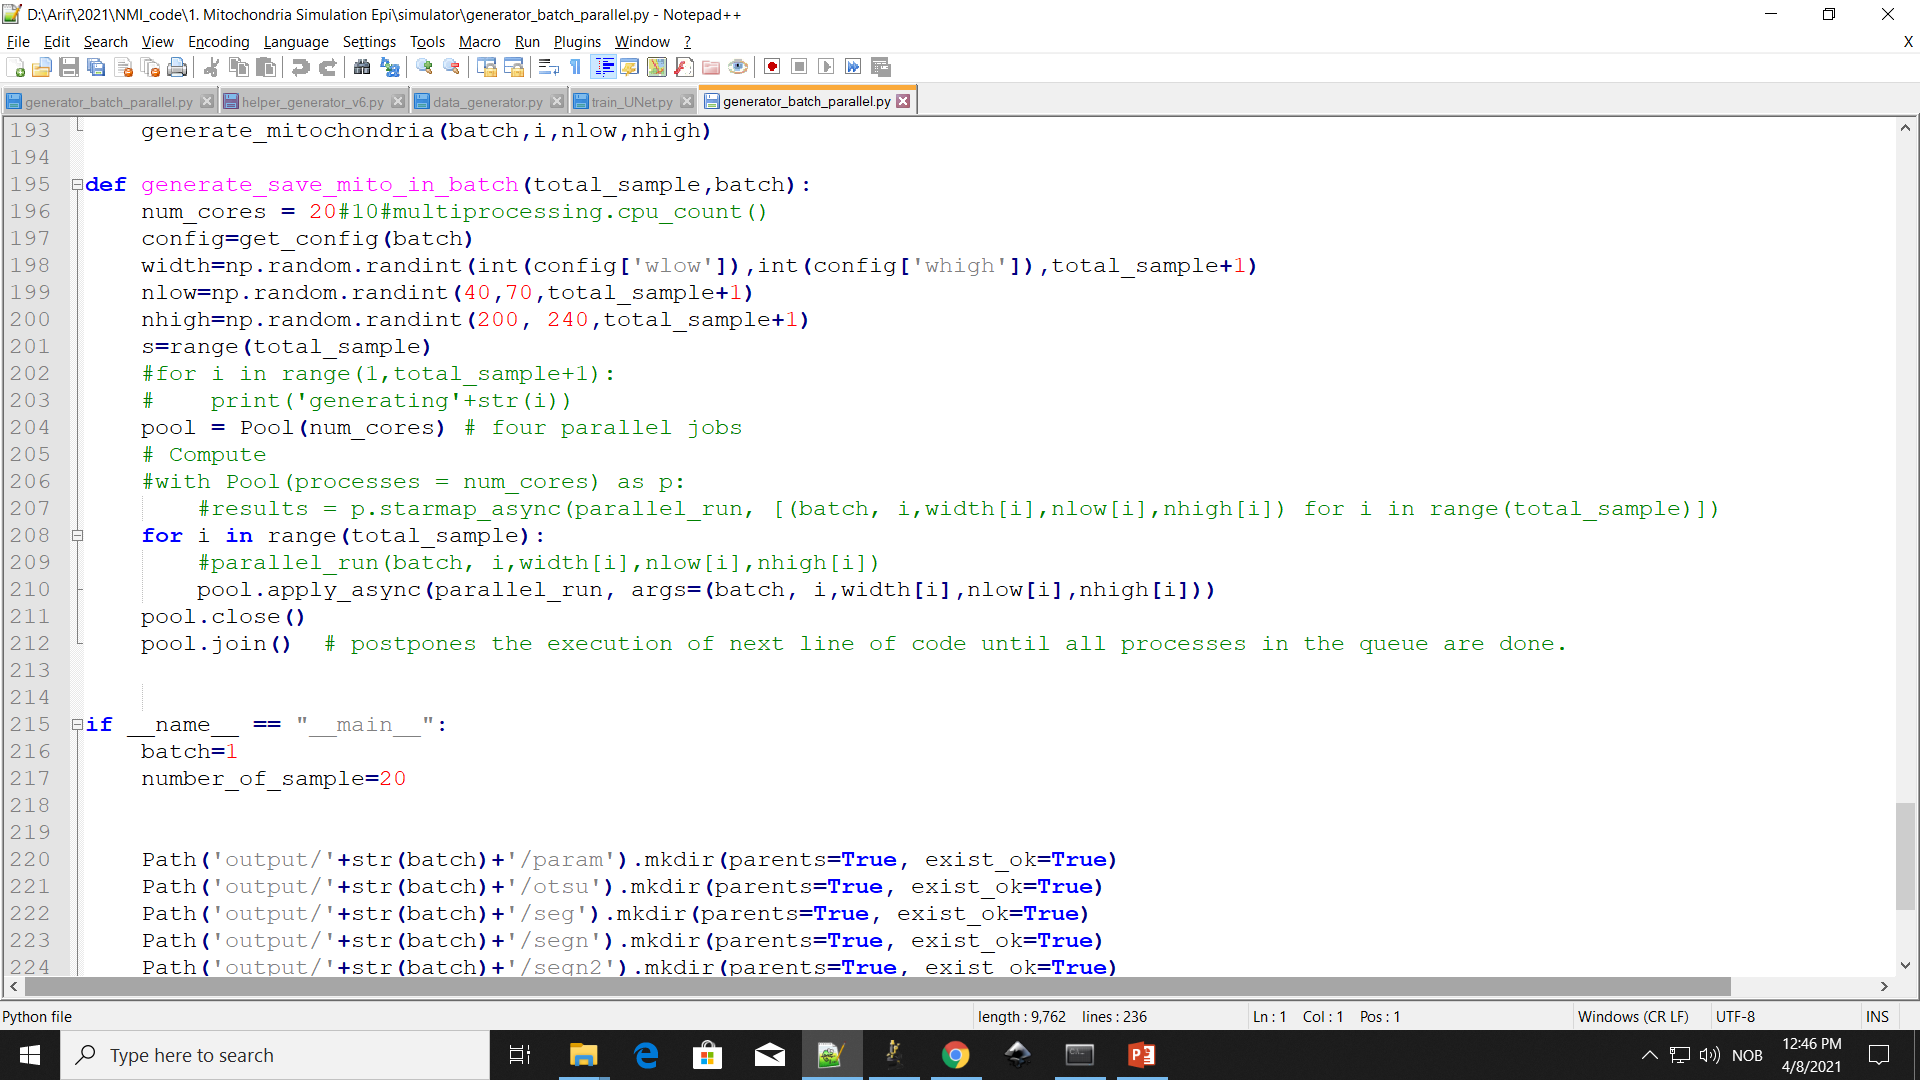 D:\Arif\2021\NMI_code\1. Mitochondria Simulation Epi\simulator\generator_batch_parallel.py - Notepad++
File Edit Search View Encoding Language Settings Tools Macro Run Plugins Window ? X
generator_batch_parallel.py helper_generator_v6.py data_generator.py train_UNet.py generator_batch_parallel.py
193     generate_mitochondria(batch,i,nlow,nhigh)
194
195 def generate_save_mito_in_batch(total_sample,batch):
196     num_cores = 20#10#multiprocessing.cpu_count()
197     config=get_config(batch)
198     width=np.random.randint(int(config['wlow']),int(config['whigh']),total_sample+1)
199     nlow=np.random.randint(40,70,total_sample+1)
200     nhigh=np.random.randint(200, 240,total_sample+1)
201     s=range(total_sample)
202     #for i in range(1,total_sample+1):
203     #    print('generating'+str(i))
204     pool = Pool(num_cores) # four parallel jobs
205     # Compute
206     #with Pool(processes = num_cores) as p:
207         #results = p.starmap_async(parallel_run, [(batch, i,width[i],nlow[i],nhigh[i]) for i in range(total_sample)])
208     for i in range(total_sample):
209         #parallel_run(batch, i,width[i],nlow[i],nhigh[i])
210         pool.apply_async(parallel_run, args=(batch, i,width[i],nlow[i],nhigh[i]))
211     pool.close()
212     pool.join()  # postpones the execution of next line of code until all processes in the queue are done.
213
214
215 if __name__ == "__main__":
216     batch=1
217     number_of_sample=20
218
219
220     Path('output/'+str(batch)+'/param').mkdir(parents=True, exist_ok=True)
221     Path('output/'+str(batch)+'/otsu').mkdir(parents=True, exist_ok=True)
222     Path('output/'+str(batch)+'/seg').mkdir(parents=True, exist_ok=True)
223     Path('output/'+str(batch)+'/segn').mkdir(parents=True, exist_ok=True)
224     Path('output/'+str(batch)+'/segn2').mkdir(parents=True, exist_ok=True)
Python file length : 9,762 lines : 236 Ln : 1 Col : 1 Pos : 1 Windows (CR LF) UTF-8 INS
Type here to search NOB 12:46 PM
4/8/2021